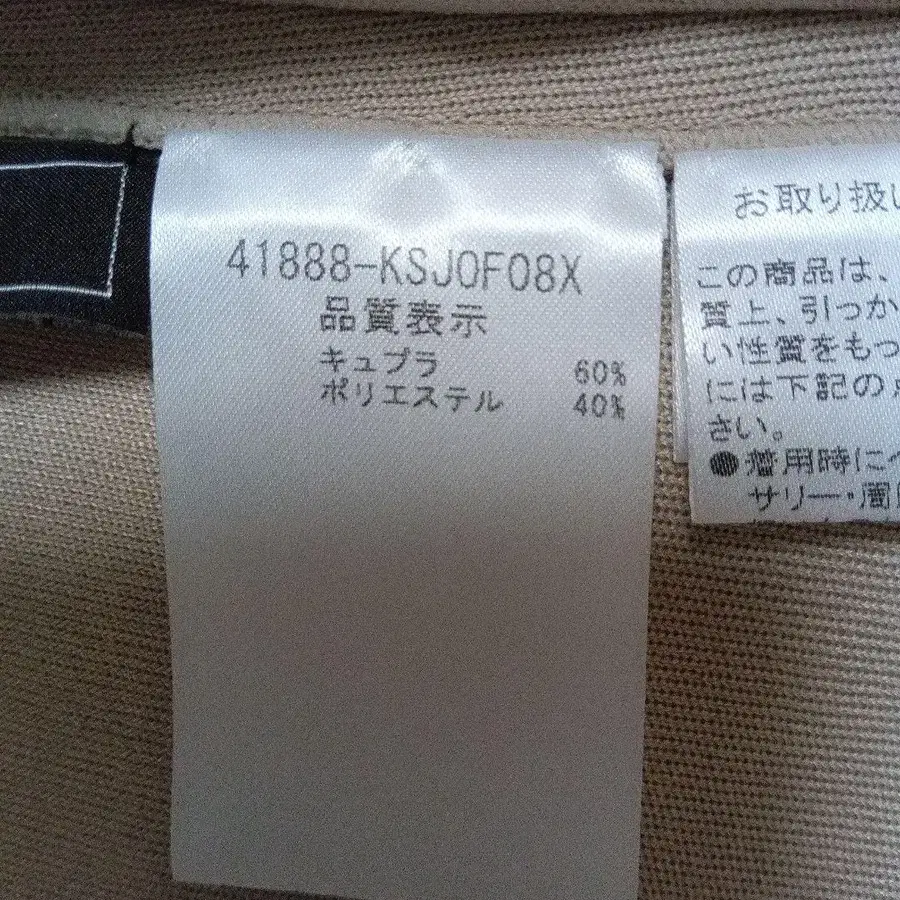 41888-KSJ0F08X
品質表示
キュプラ 60%
ポリエステル 40%
お取り扱い
この商品は、
質上、引っか
い性質をもっ
には下記の
さい。
●着用時に
サリー・